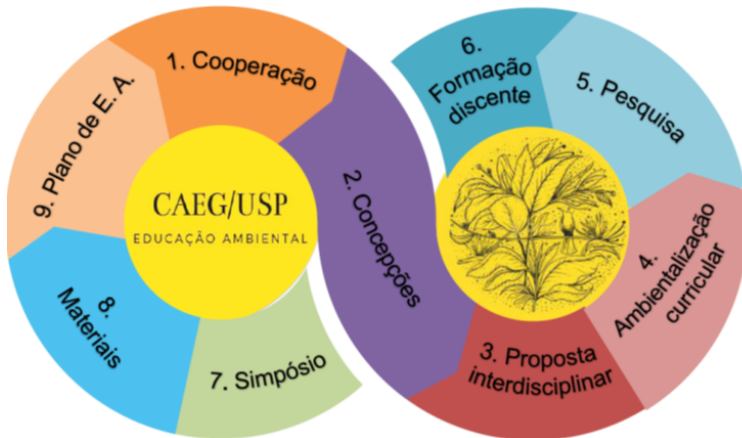 1. Cooperação
2. Concepções
3. Proposta
interdisciplinar
4.
Ambientalização
curricular
5. Pesquisa
6.
Formação
discente
7. Simpósio
8.
Materiais
9. Plano de E. A.
CAEG/USP
EDUCAÇÃO AMBIENTAL